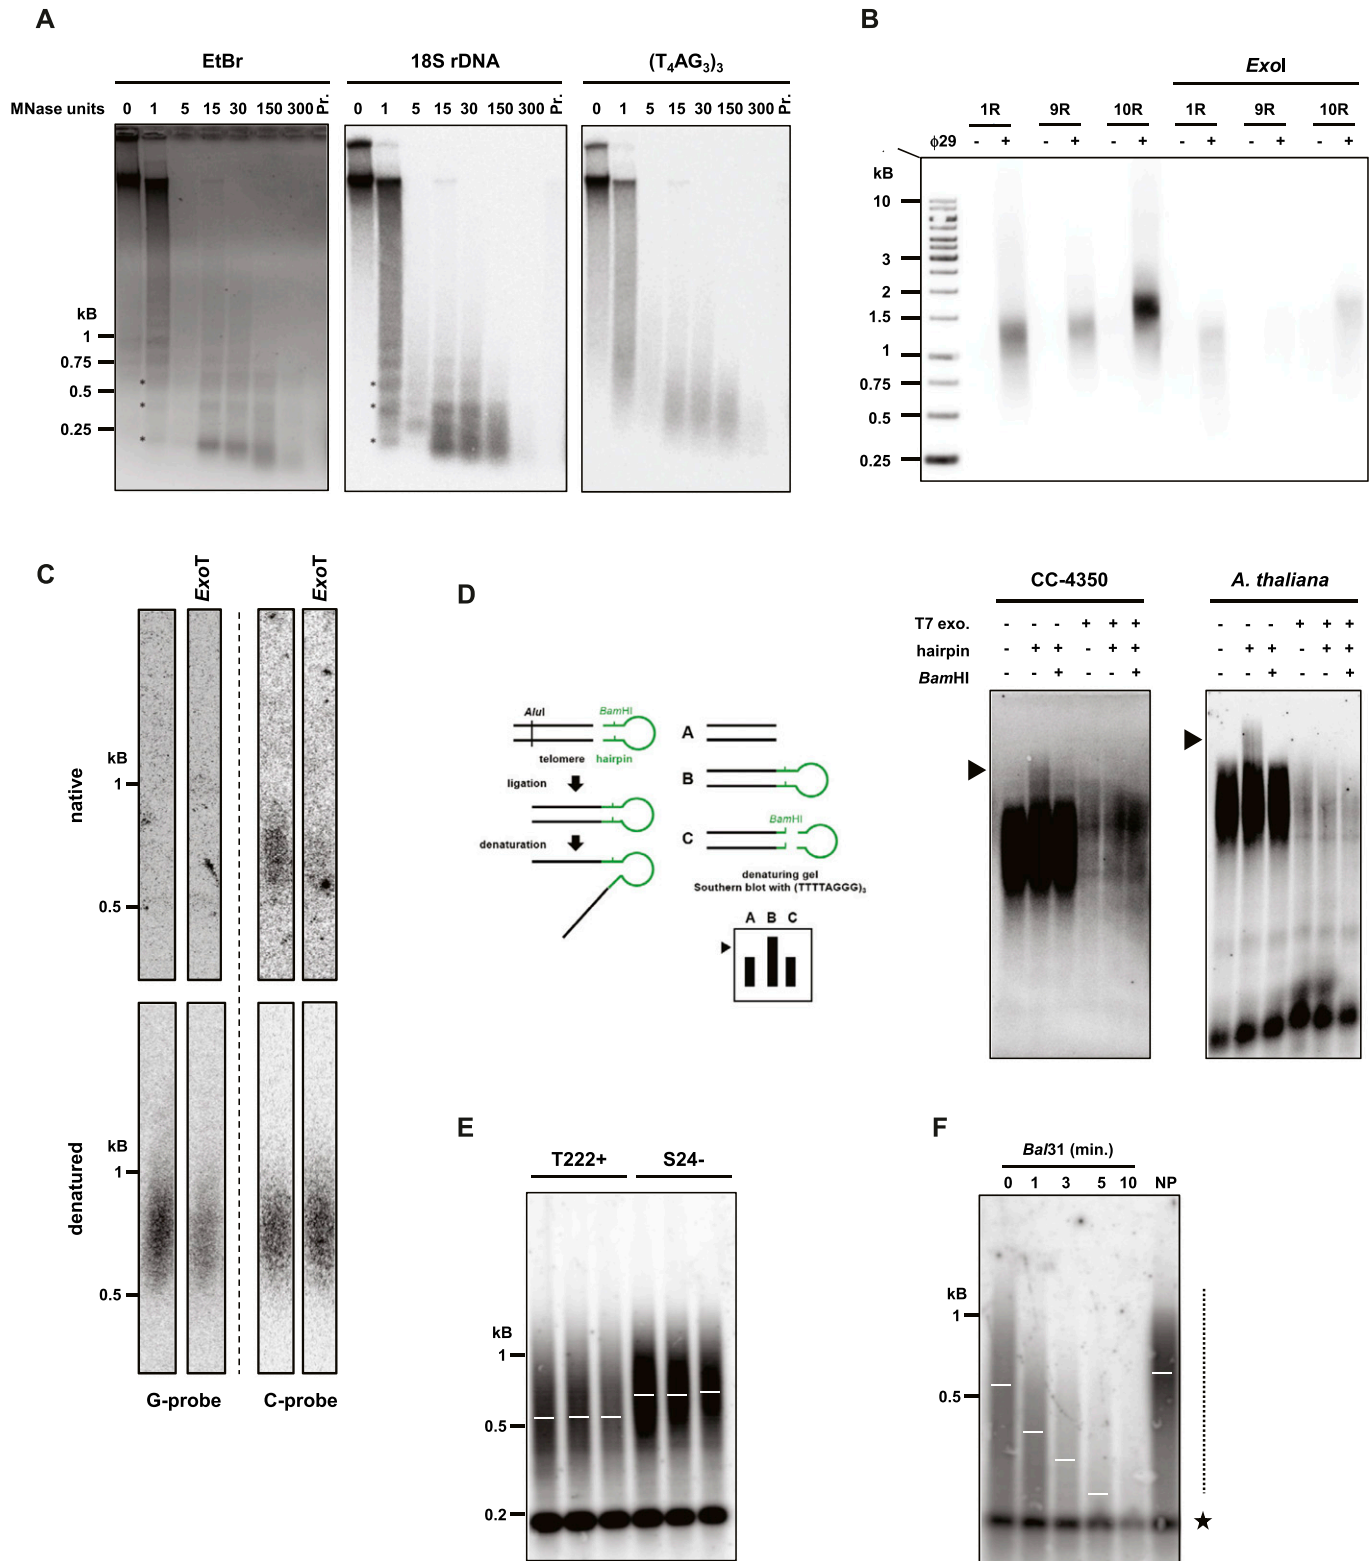 A
EtBr
18S rDNA
(T₄AG₃)₃
MNase units
0 1 5 15 30 150 300 Pr.
0 1 5 15 30 150 300 Pr.
0 1 5 15 30 150 300 Pr.
kB
1
0.75
0.5
0.25
B
ExoI
1R 9R 10R 1R 9R 10R
ϕ29 - + - + - + - + - + - +
kB
10
3
2
1.5
1
0.75
0.5
0.25
C
ExoT
ExoT
native
kB
1
0.5
denatured
kB
1
0.5
G-probe
C-probe
D
AluI
BamHI
telomere hairpin
ligation
denaturation
A
B
BamHI
C
denaturing gel
Southern blot with (TTTTAGGG)₃
A B C
CC-4350
A. thaliana
T7 exo. - - - + + + - - - + + +
hairpin - + + - + + - + + - + +
BamHI - - + - - + - - + - - +
E
T222+
S24-
kB
1
0.5
0.2
F
Bal31 (min.)
0 1 3 5 10 NP
kB
1
0.5